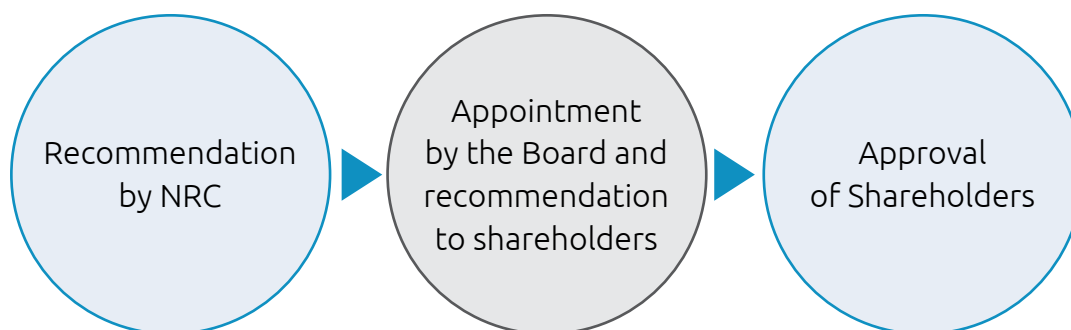 Recommendation
by NRC
Appointment
by the Board and
recommendation
to shareholders
Approval
of Shareholders